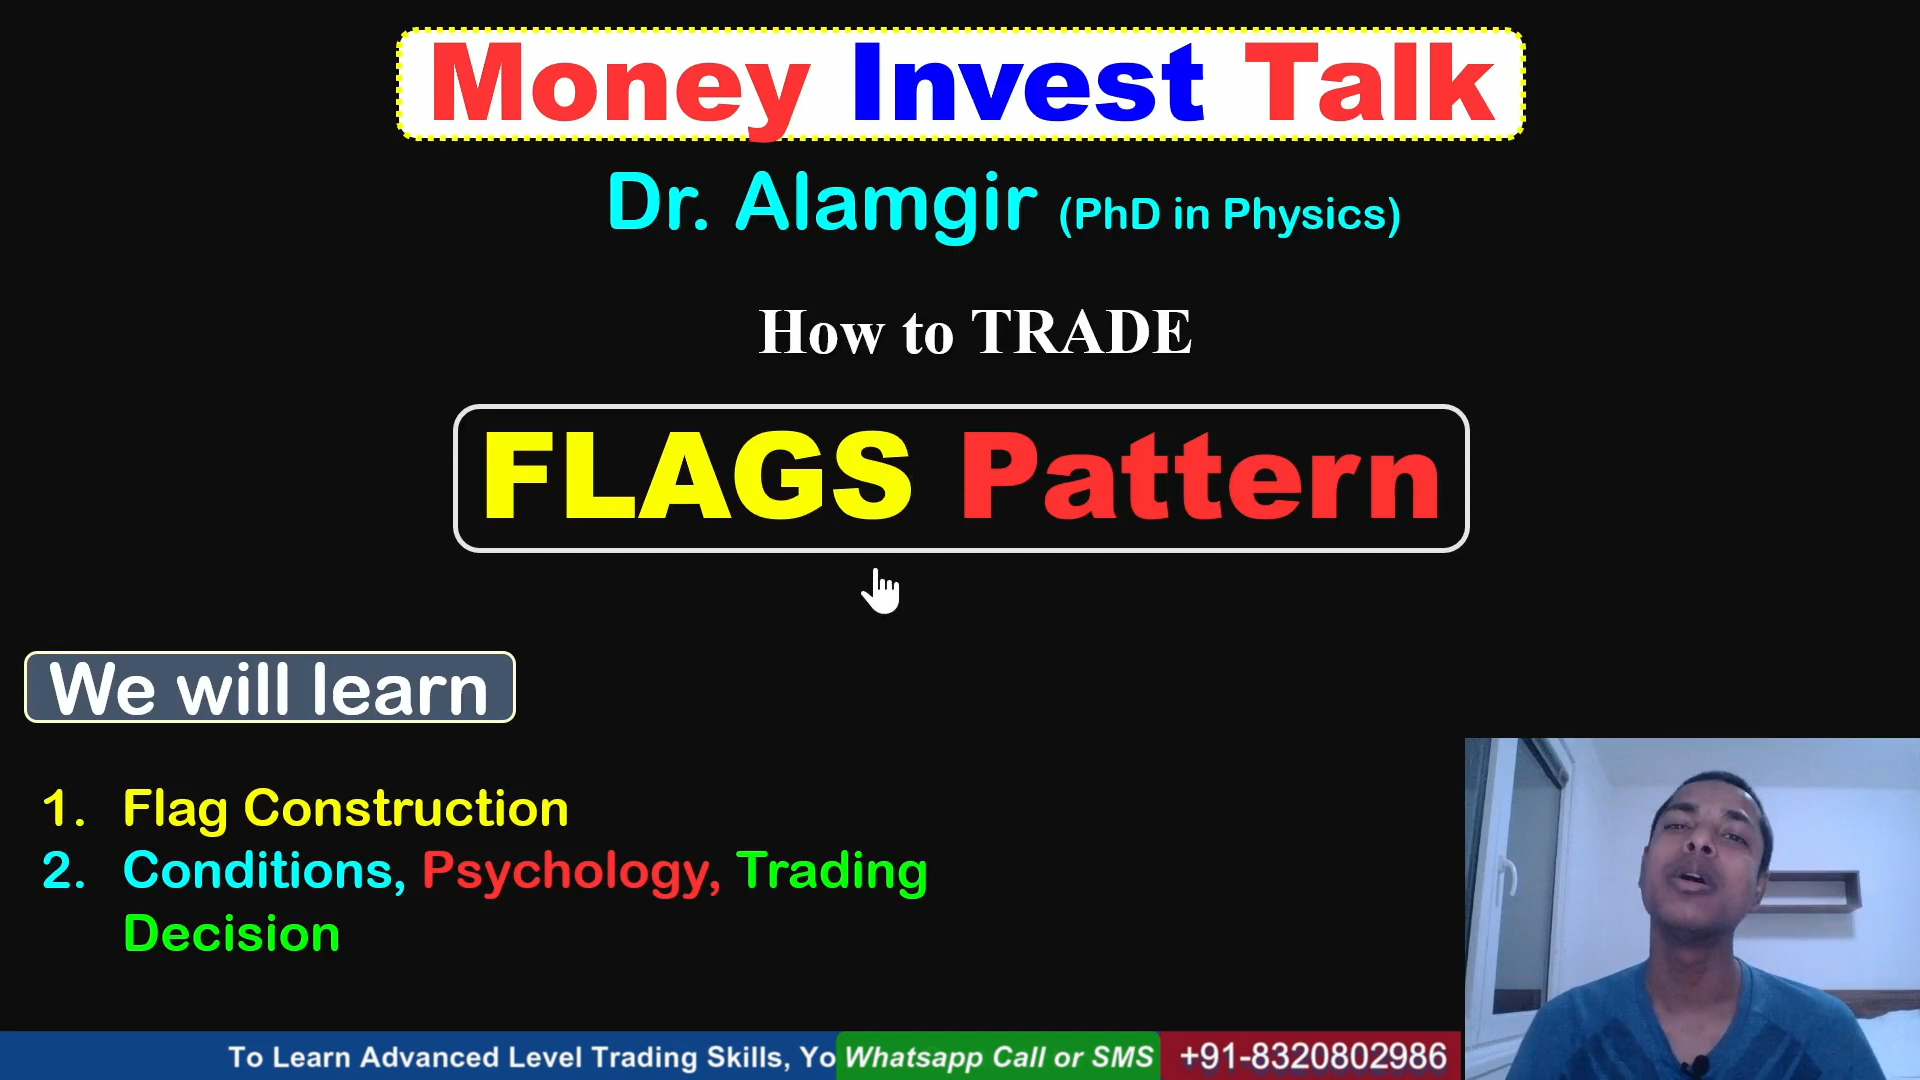 Money Invest Talk
Dr. Alamgir (PhD in Physics)
How to TRADE
FLAGS Pattern
We will learn
1. Flag Construction
2. Conditions, Psychology, Trading
Decision
To Learn Advanced Level Trading Skills, Yo Whatsapp Call or SMS +91-8320802986